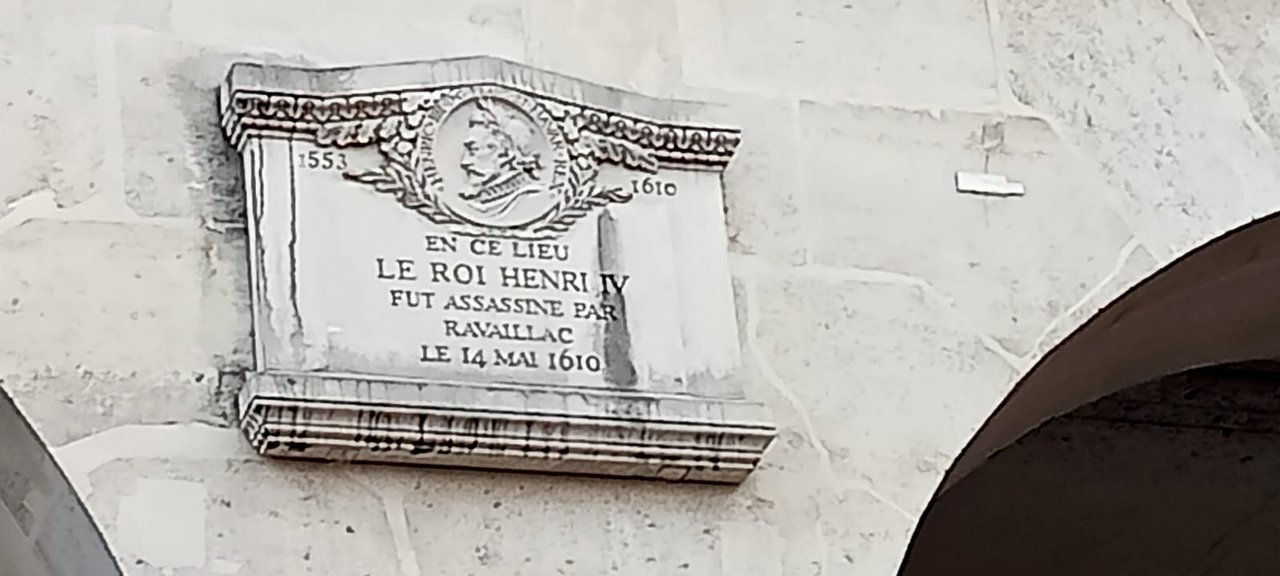 1553
1610
EN CE LIEU
LE ROI HENRI IV
FUT ASSASSINE PAR
RAVAILLAC
LE 14 MAI 1610